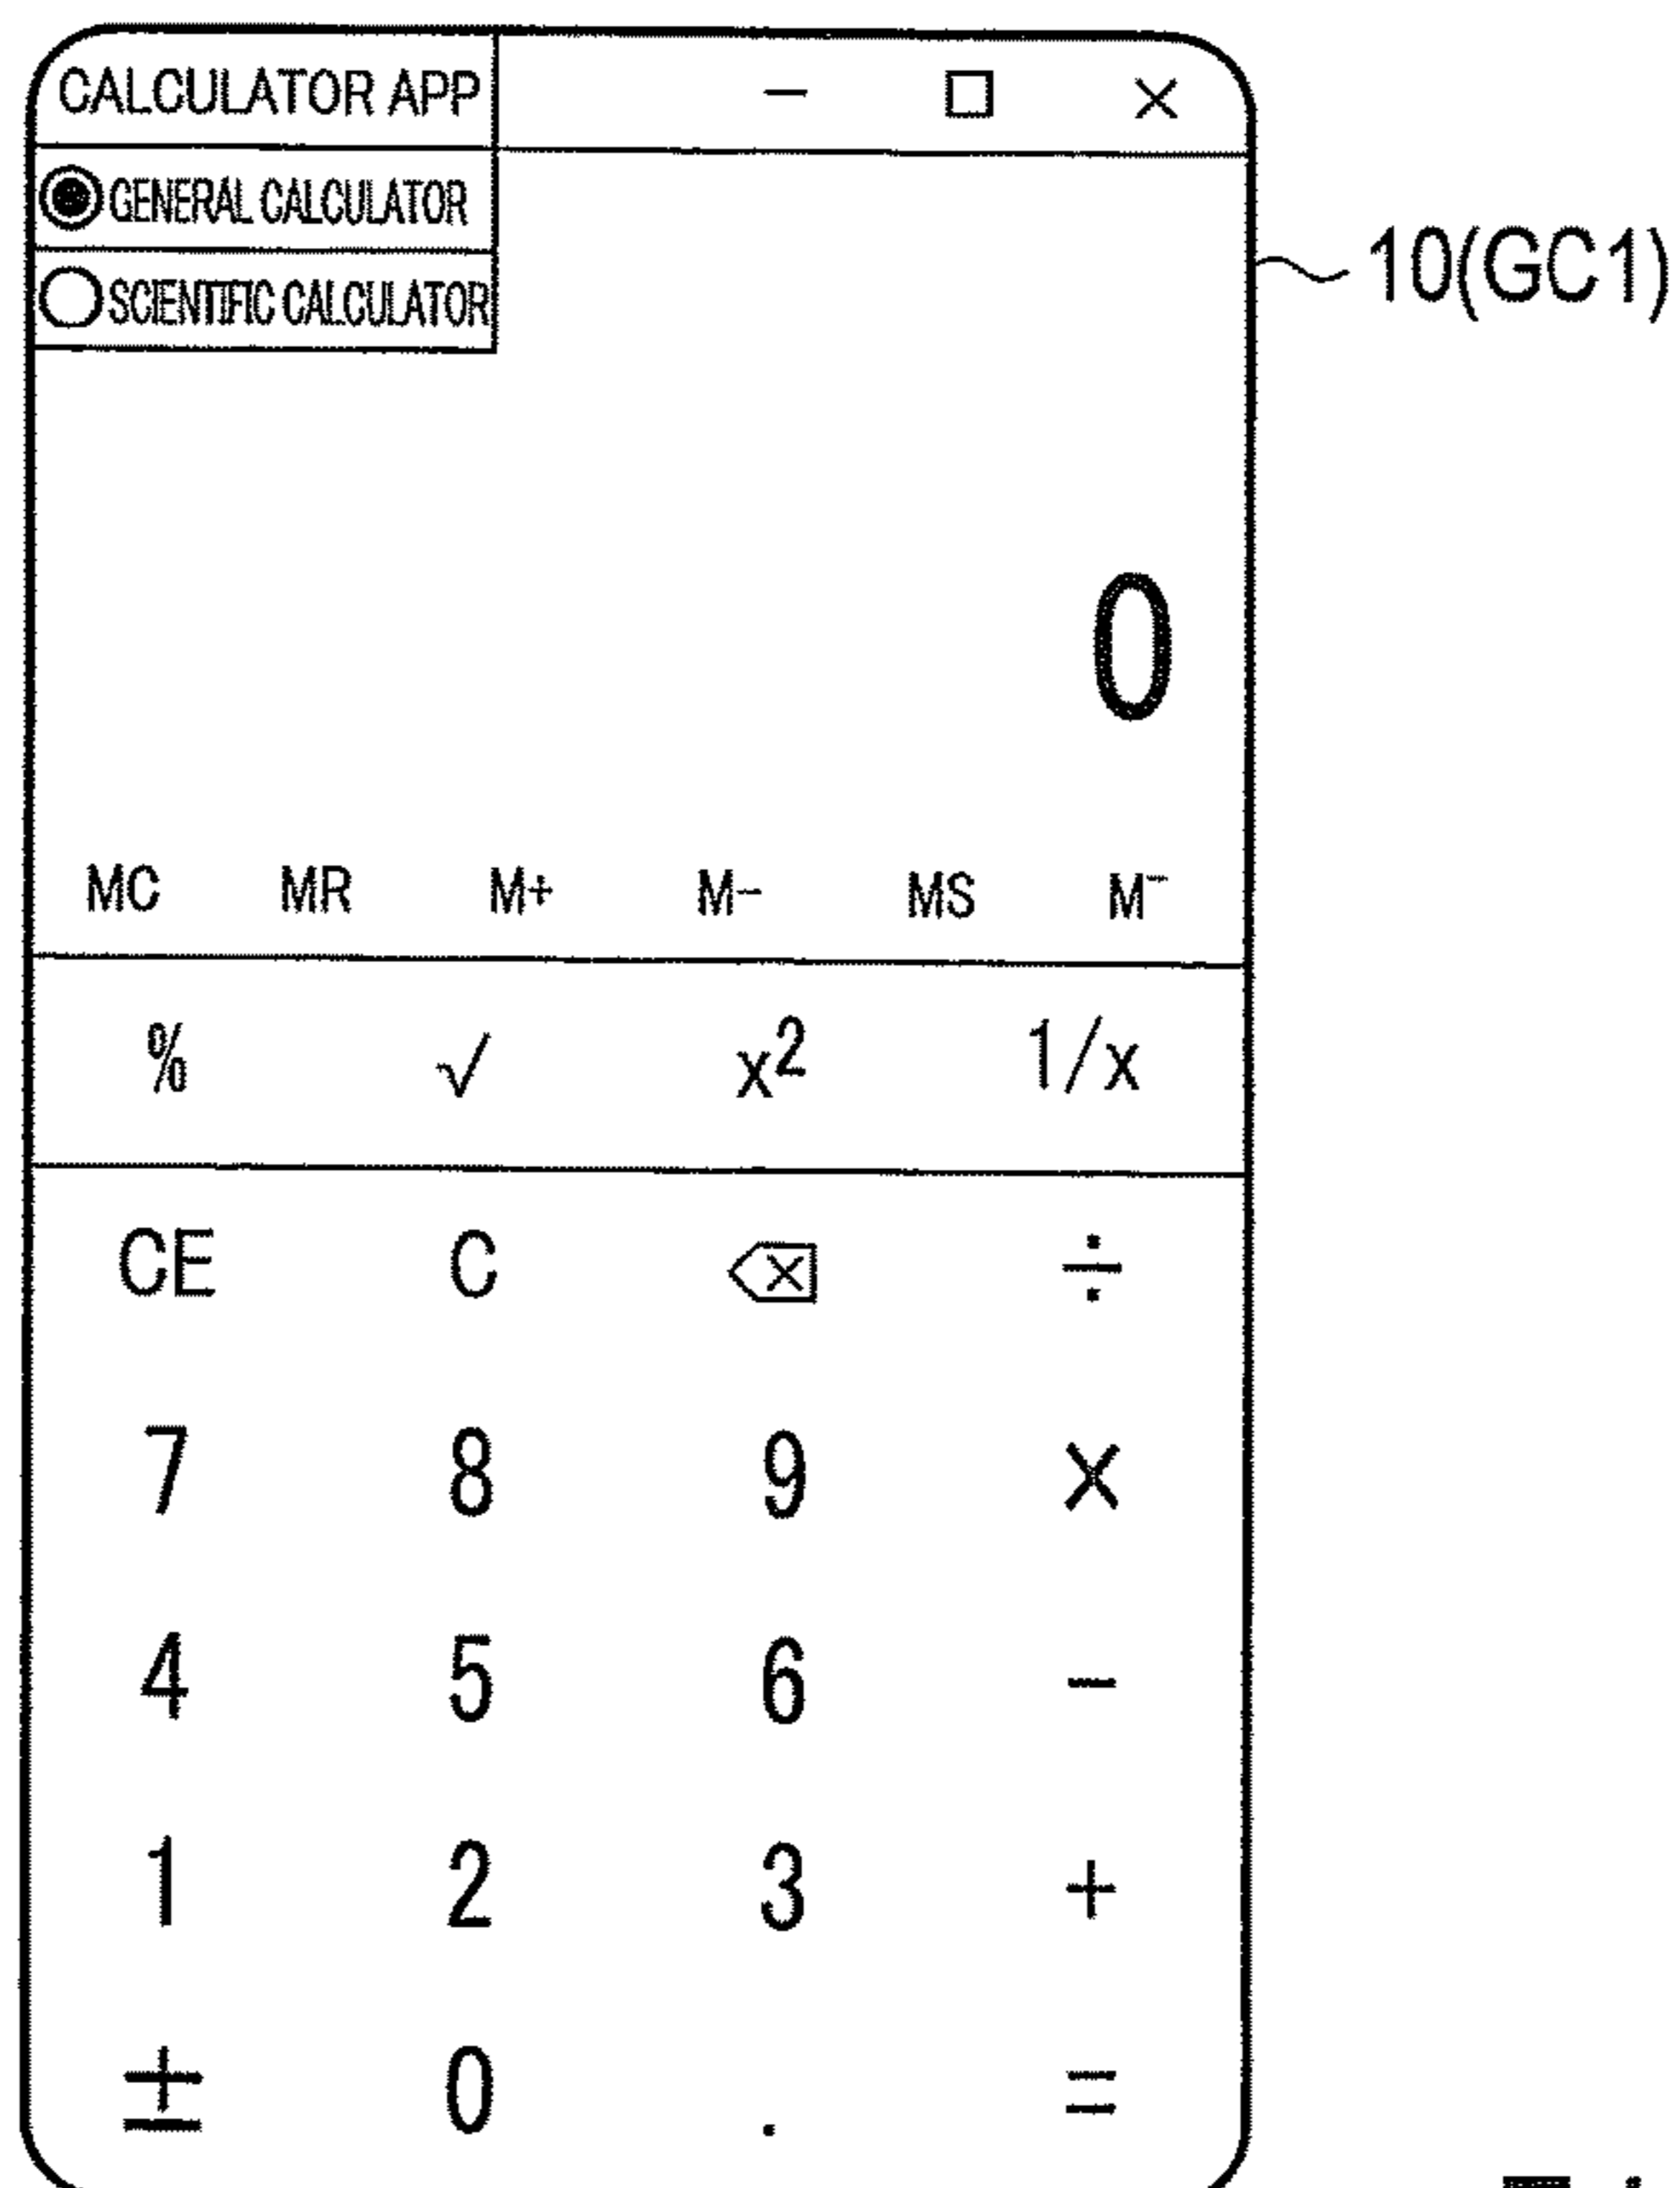 CALCULATOR APP − □ ×
GENERAL CALCULATOR
SCIENTIFIC CALCULATOR
10(GC1)
0
MC MR M+ M- MS M¯
% √ x² 1/x
CE C ⌫ ÷
7 8 9 ×
4 5 6 −
1 2 3 +
± 0 . =